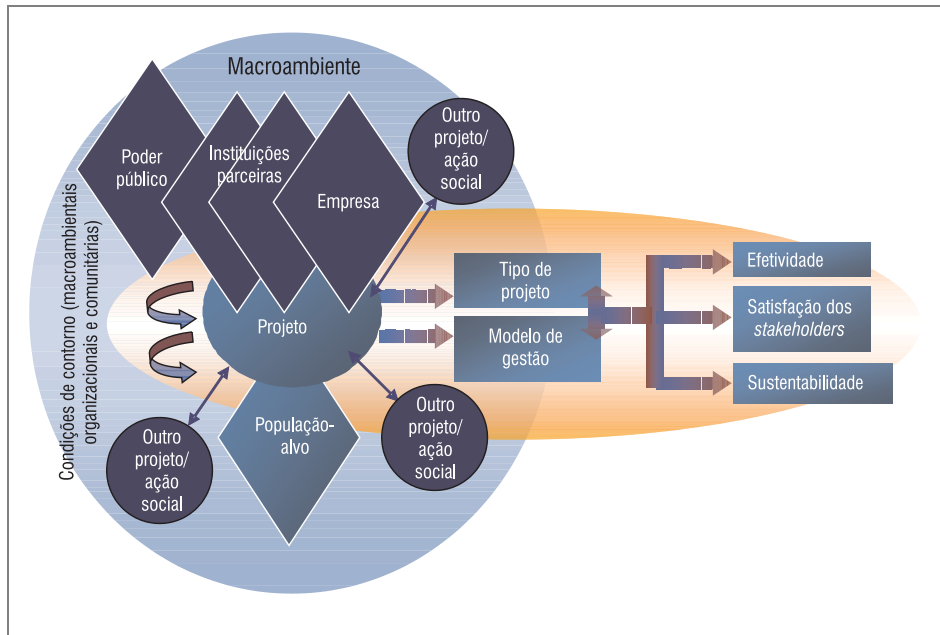 Macroambiente
Poder
público
Instituições
parceiras
Empresa
Outro
projeto/
ação
social
Condições de contorno (macroambientais
organizacionais e comunitárias)
Projeto
Tipo de
projeto
Modelo de
gestão
Efetividade
Satisfação dos
stakeholders
Sustentabilidade
População-
alvo
Outro
projeto/
ação
social
Outro
projeto/
ação
social